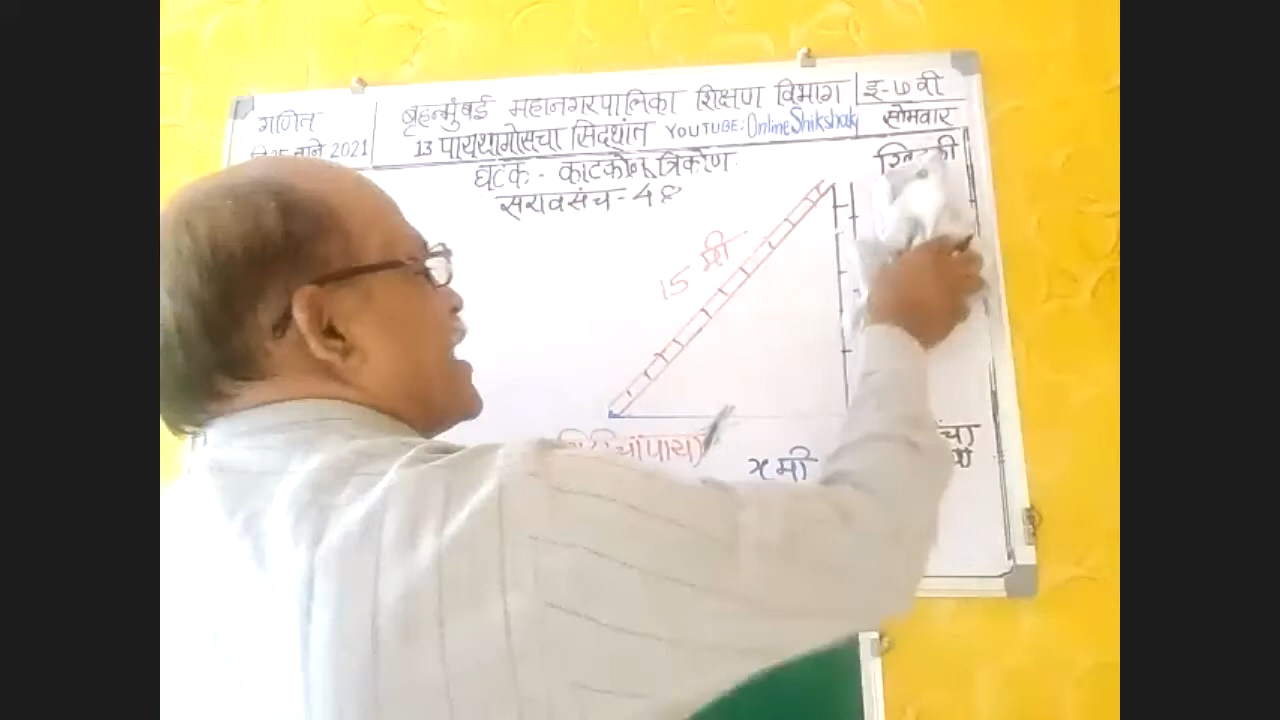 गणित
बृहन्मुंबई महानगरपालिका शिक्षण विभाग
इ-७ वी
2021
13 पायथागोसचा सिद्धांत YOUTUBE: OnlineShikshak
सोमवार
घटक - काटकोन त्रिकोण
सरावसंच - 48
15 मी
पाया)
x मी